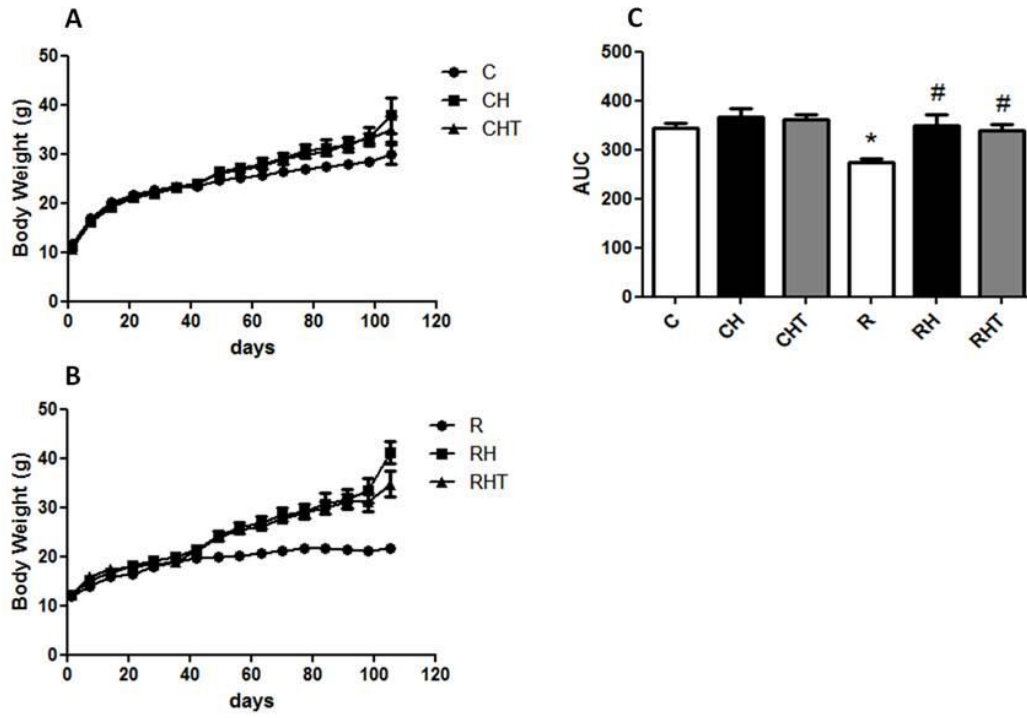 A
Body Weight (g)
50
40
30
20
10
0
0 20 40 60 80 100 120
days
C
CH
CHT
B
Body Weight (g)
50
40
30
20
10
0
0 20 40 60 80 100 120
days
R
RH
RHT
C
AUC
500
400
300
200
100
0
* # #
C CH CHT R RH RHT